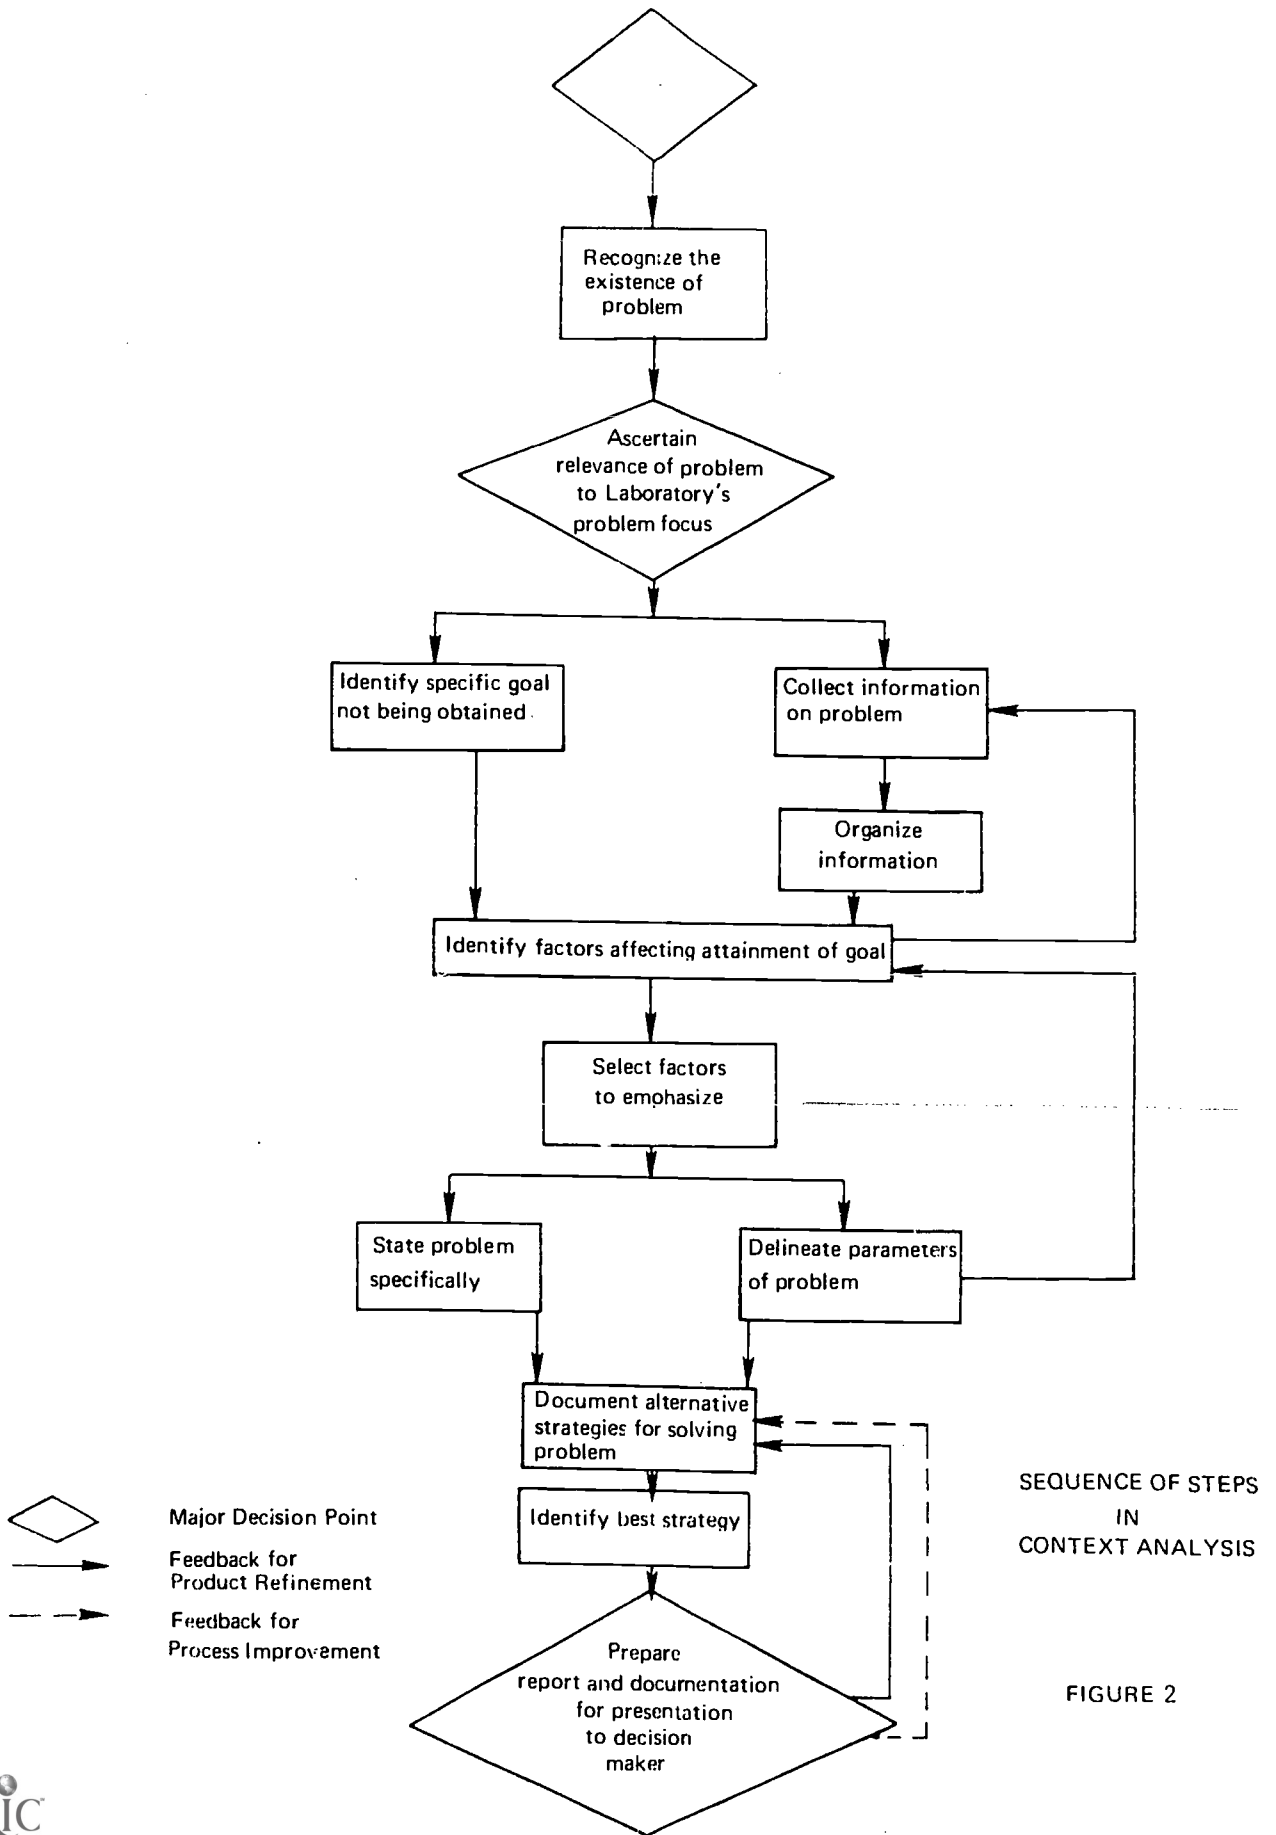 Recognize the
existence of
problem
Ascertain
relevance of problem
to Laboratory's
problem focus
Identify specific goal
not being obtained
Collect information
on problem
Organize
information
Identify factors affecting attainment of goal
Select factors
to emphasize
State problem
specifically
Delineate parameters
of problem
Document alternative
strategies for solving
problem
Identify best strategy
Prepare
report and documentation
for presentation
to decision
maker
Major Decision Point
Feedback for
Product Refinement
Feedback for
Process Improvement
SEQUENCE OF STEPS
IN
CONTEXT ANALYSIS
FIGURE 2